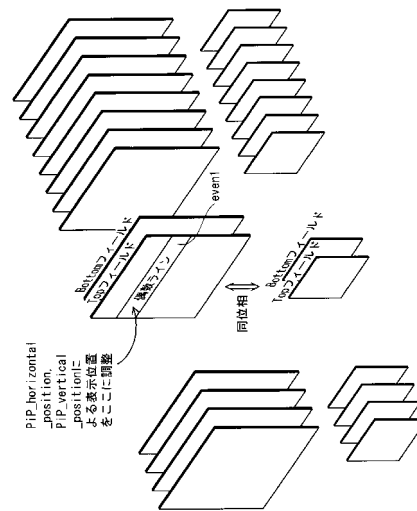 PiP_horizontal
_position,
PiP_vertical
_positionに
よる表示位置
をここに調整
Bottomフィールド
Topフィールド
偶数ライン
even!
同位相
Bottomフィールド
Topフィールド